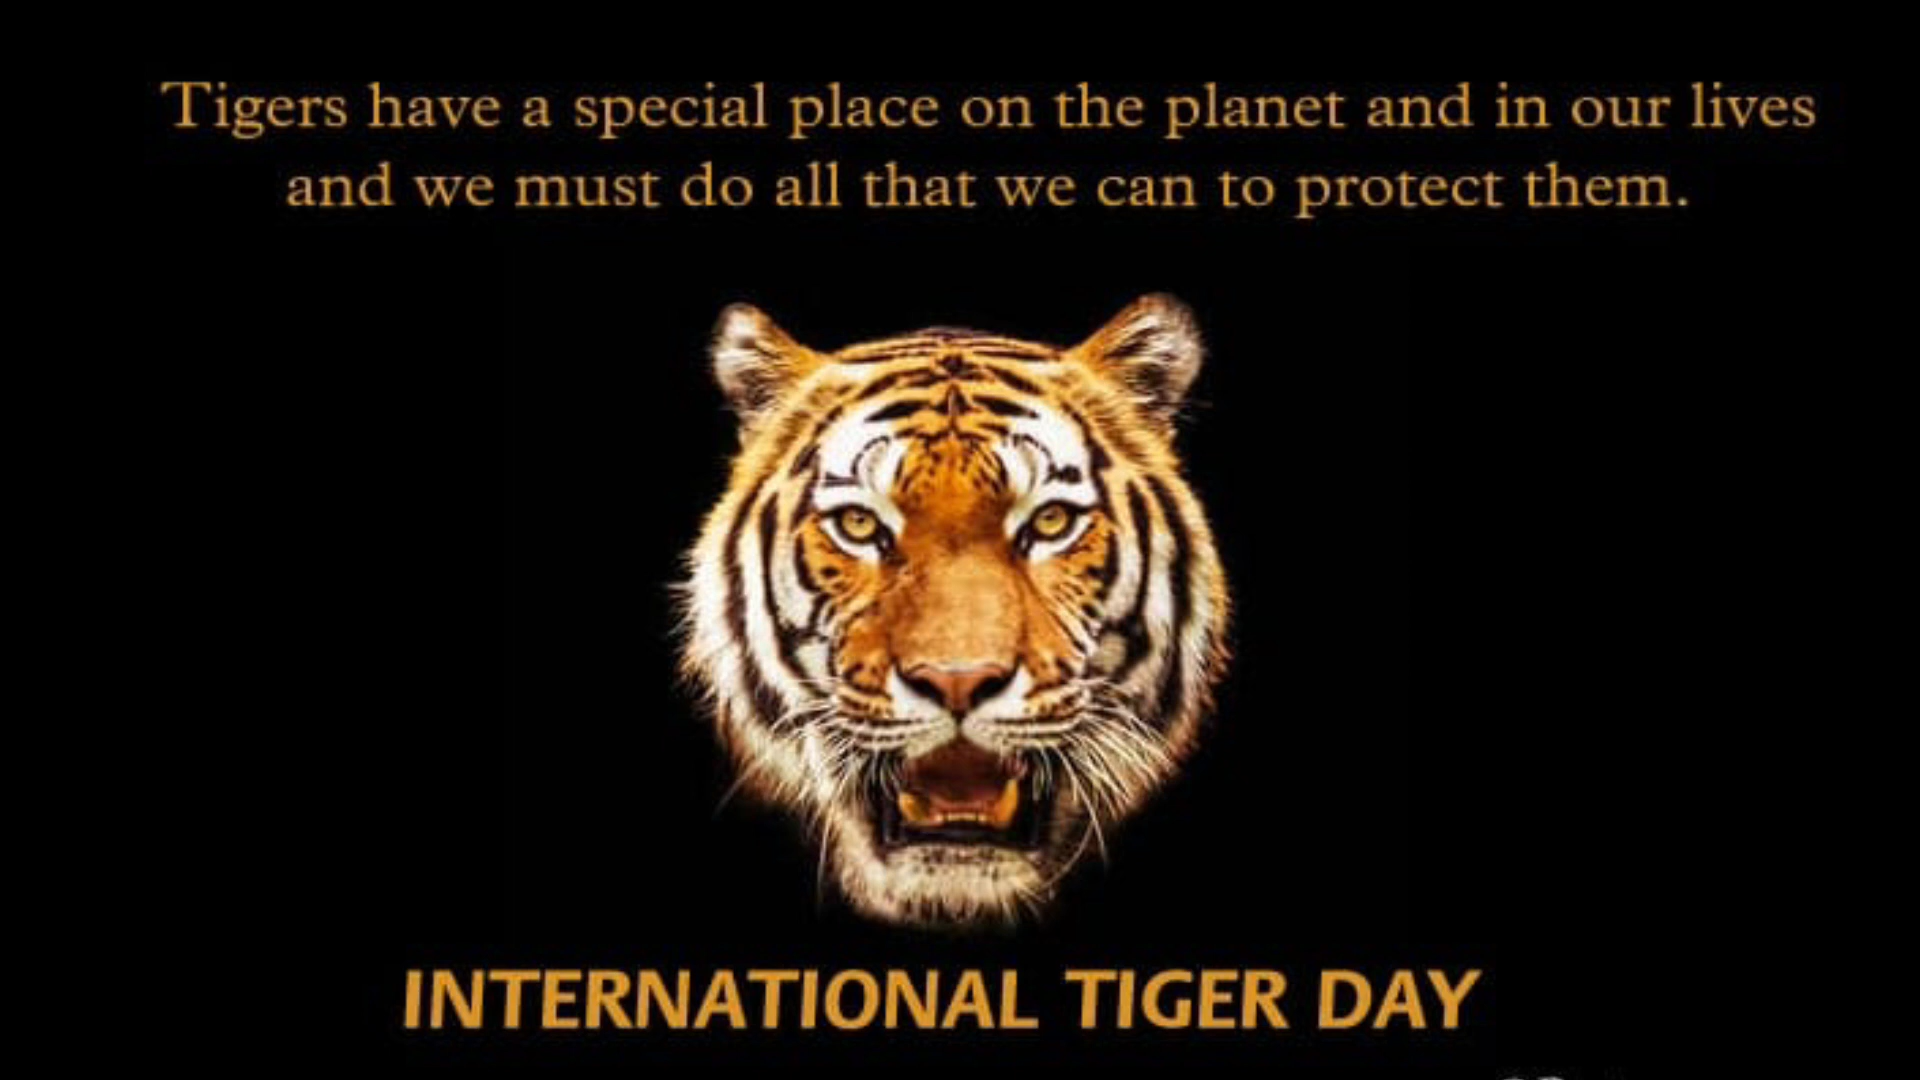 Tigers have a special place on the planet and in our lives
and we must do all that we can to protect them.
INTERNATIONAL TIGER DAY